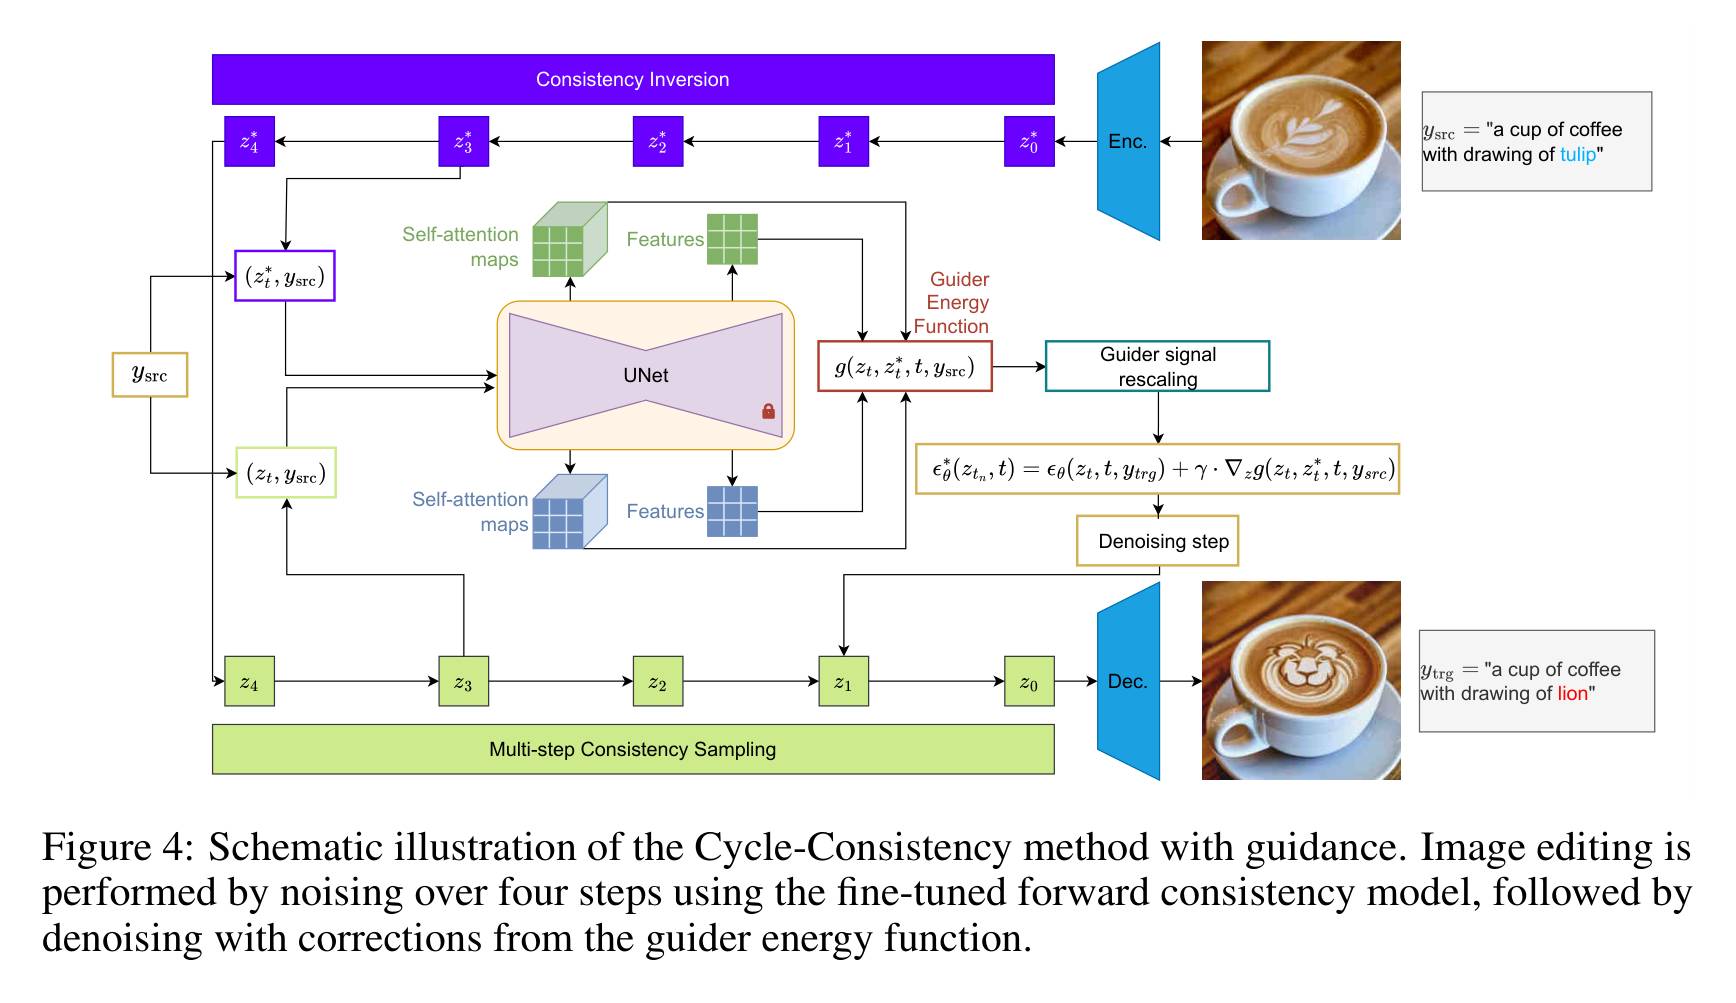 Consistency Inversion
$z_4^*$ $z_3^*$ $z_2^*$ $z_1^*$ $z_0^*$ Enc.
$y_{\mathrm{src}}$ = "a cup of coffee
with drawing of tulip"
Self-attention
maps
Features
$(z_t^*, y_{\mathrm{src}})$
Guider
Energy
Function
$y_{\mathrm{src}}$
UNet
$g(z_t, z_t^*, t, y_{\mathrm{src}})$
Guider signal
rescaling
$(z_t, y_{\mathrm{src}})$
$\epsilon_\theta^*(z_{t_n}, t) = \epsilon_\theta(z_t, t, y_{trg}) + \gamma \cdot \nabla_z g(z_t, z_t^*, t, y_{src})$
Self-attention
maps
Features
Denoising step
$z_4$ $z_3$ $z_2$ $z_1$ $z_0$ Dec.
$y_{\mathrm{trg}}$ = "a cup of coffee
with drawing of lion"
Multi-step Consistency Sampling
Figure 4: Schematic illustration of the Cycle-Consistency method with guidance. Image editing is
performed by noising over four steps using the fine-tuned forward consistency model, followed by
denoising with corrections from the guider energy function.